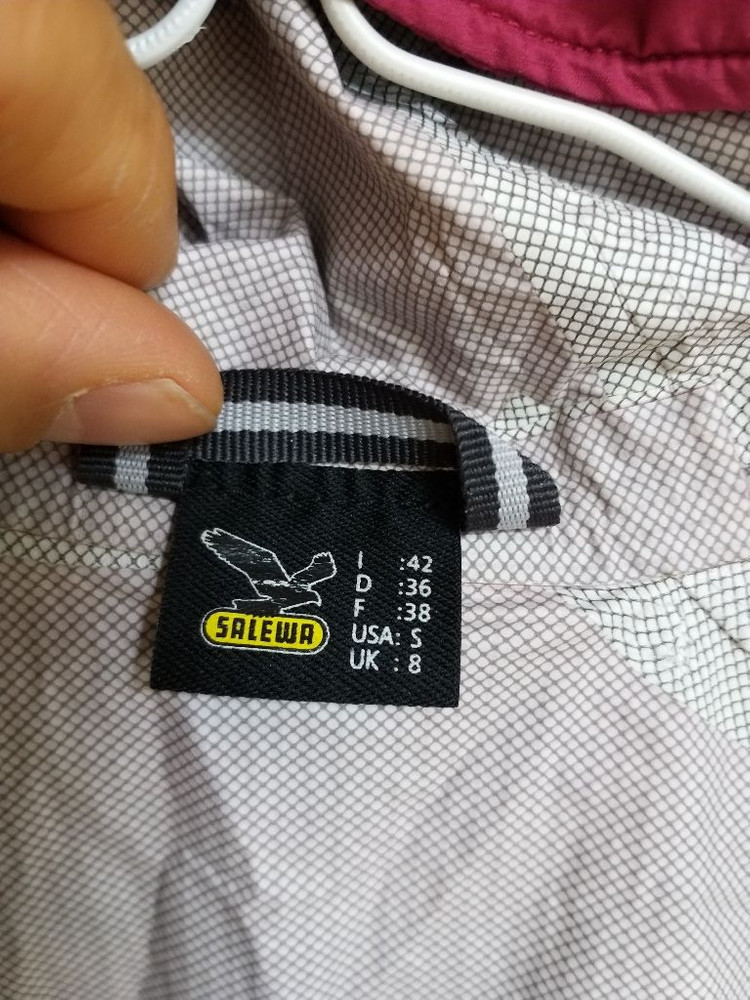 SALEWA
I :42
D :36
F :38
USA: S
UK : 8